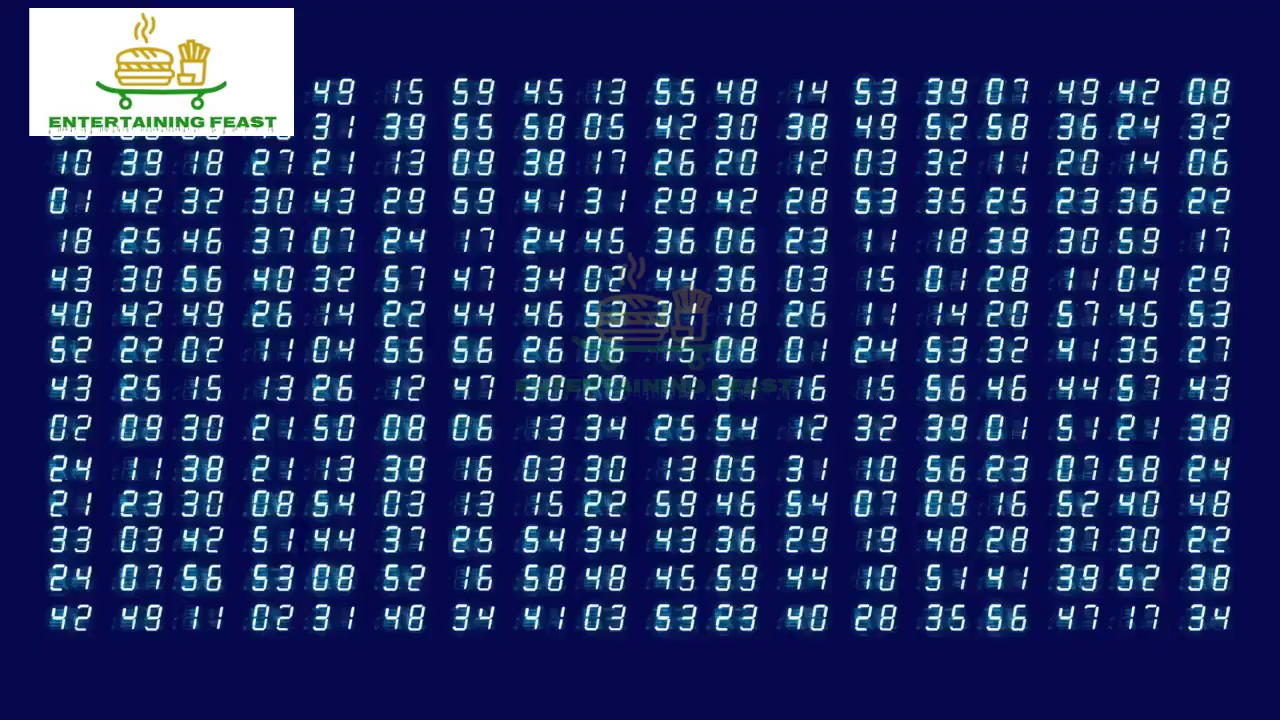 ENTERTAINING FEAST
49 15 59 45 13 55 48 14 53 39 07 49 42 08
31 39 55 58 05 42 30 38 49 52 58 36 24 32
10 39 18 27 21 13 09 38 17 26 20 12 03 32 11 20 14 06
01 42 32 30 43 29 59 41 31 29 42 28 53 35 25 23 36 22
18 25 46 37 07 24 17 24 45 36 06 23 11 18 39 30 59 17
43 30 56 40 32 57 47 34 02 44 36 03 15 01 28 11 04 29
40 42 49 26 14 22 44 46 18 26 11 14 20 57 45 53
52 22 02 11 04 55 56 26 06 15 08 01 24 53 32 41 35 27
43 25 15 13 26 12 47 30 20 17 16 15 56 46 44 57 43
02 09 30 21 50 08 06 13 34 25 54 12 32 39 01 51 21 38
24 11 38 21 13 39 16 03 30 13 05 31 10 56 23 07 58 24
21 23 30 08 54 03 13 15 22 59 46 54 07 09 16 52 40 48
33 03 42 51 44 37 25 54 34 43 36 29 19 48 28 37 30 22
24 07 56 53 08 52 16 58 48 45 59 44 10 51 41 39 52 38
42 49 11 02 31 48 34 41 03 53 23 40 28 35 56 47 17 34
ENTERTAINING FEAST